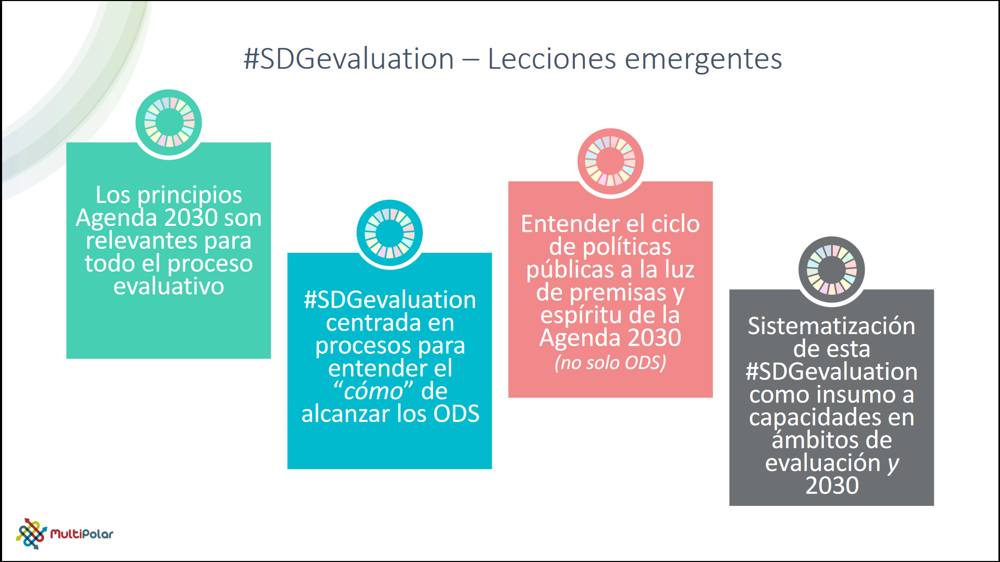 #SDGevaluation – Lecciones emergentes
Los principios
Agenda 2030 son
relevantes para
todo el proceso
evaluativo
#SDGevaluation
centrada en
procesos para
entender el
“cómo” de
alcanzar los ODS
Entender el ciclo
de políticas
públicas a la luz
de premisas y
espíritu de la
Agenda 2030
(no solo ODS)
Sistematización
de esta
#SDGevaluation
como insumo a
capacidades en
ámbitos de
evaluación y
2030
MultiPolar